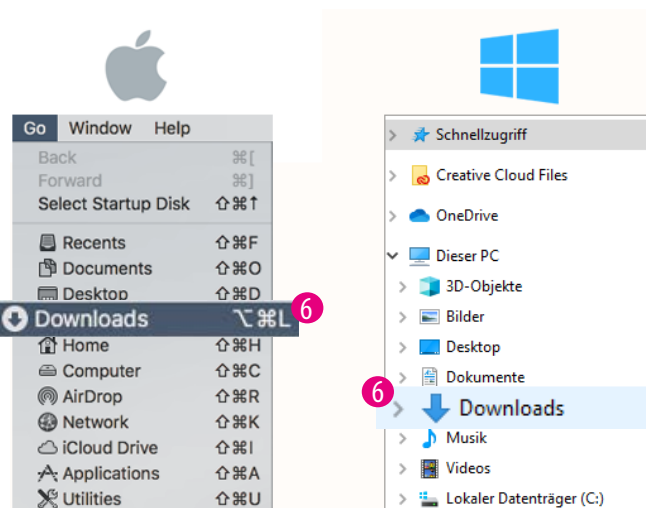 Go Window Help
Back ⌘[
Forward ⌘]
Select Startup Disk ⇧⌘↑
Recents ⇧⌘F
Documents ⇧⌘O
Desktop ⇧⌘D
Downloads ⌥⌘L 6
Home ⇧⌘H
Computer ⇧⌘C
AirDrop ⇧⌘R
Network ⇧⌘K
iCloud Drive ⇧⌘I
Applications ⇧⌘A
Utilities ⇧⌘U
Schnellzugriff
Creative Cloud Files
OneDrive
Dieser PC
3D-Objekte
Bilder
Desktop
Dokumente
6 Downloads
Musik
Videos
Lokaler Datenträger (C:)